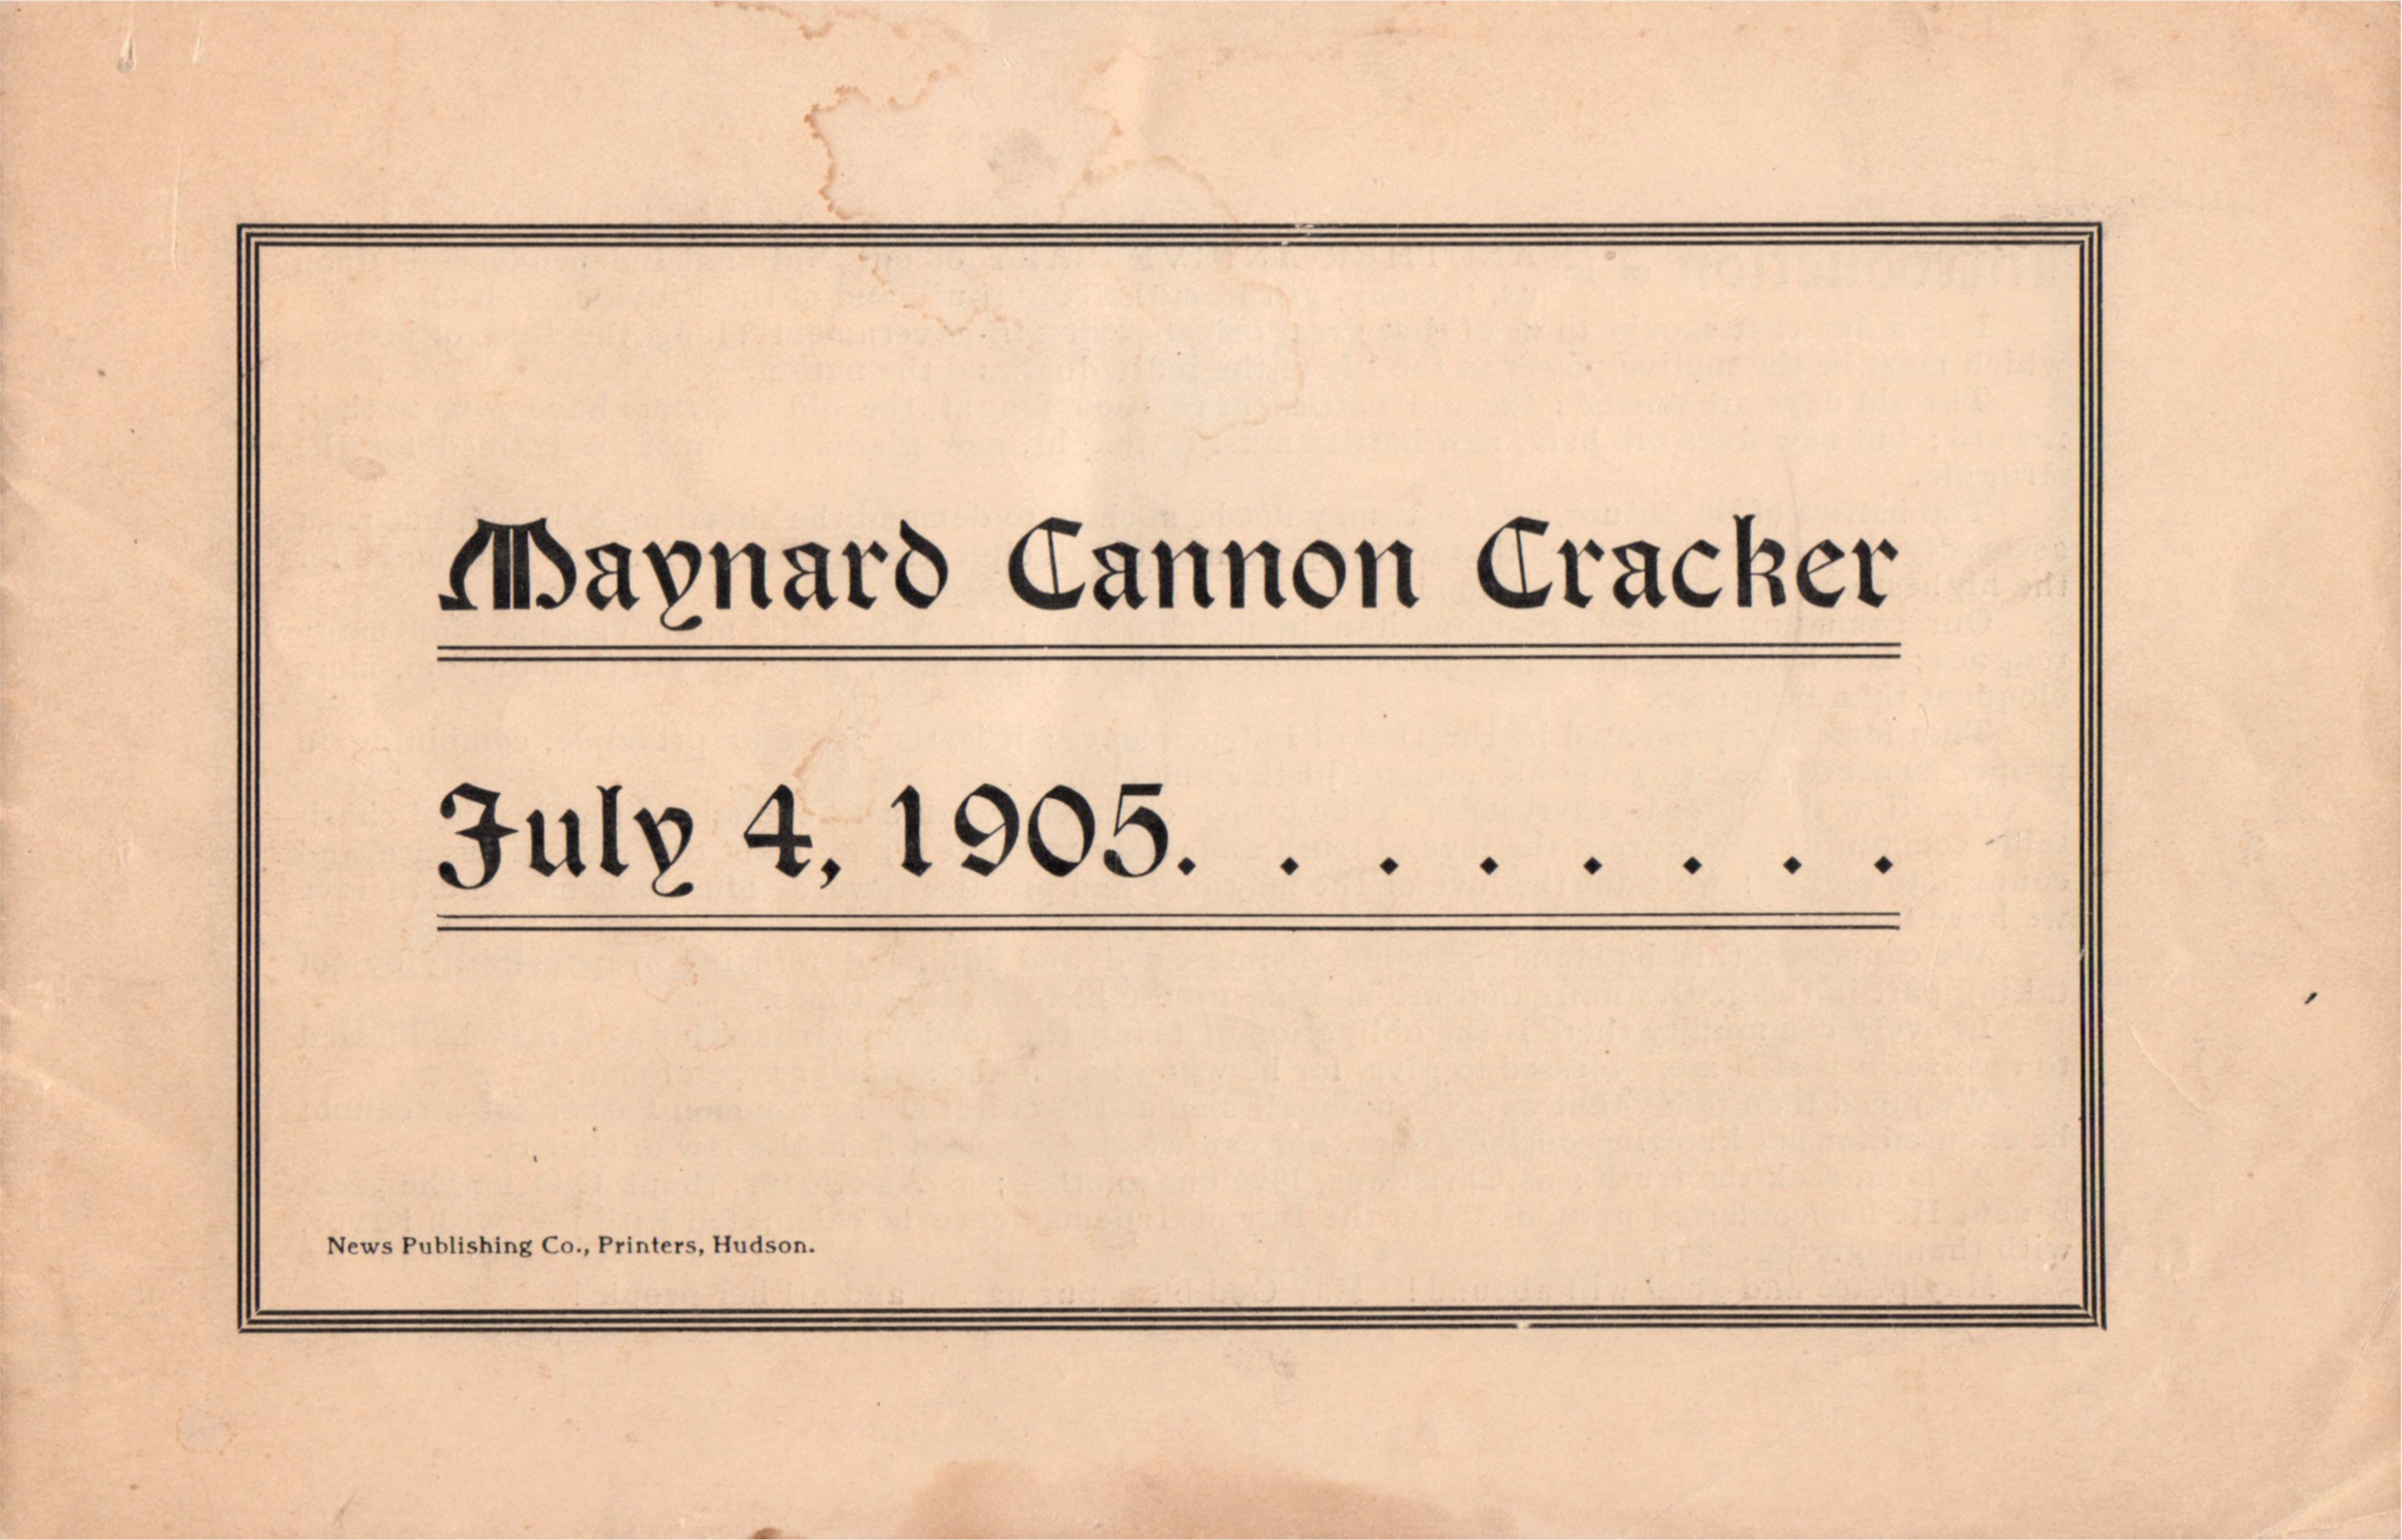 Maynard Cannon Cracker
July 4, 1905. . . . . . . .
News Publishing Co., Printers, Hudson.